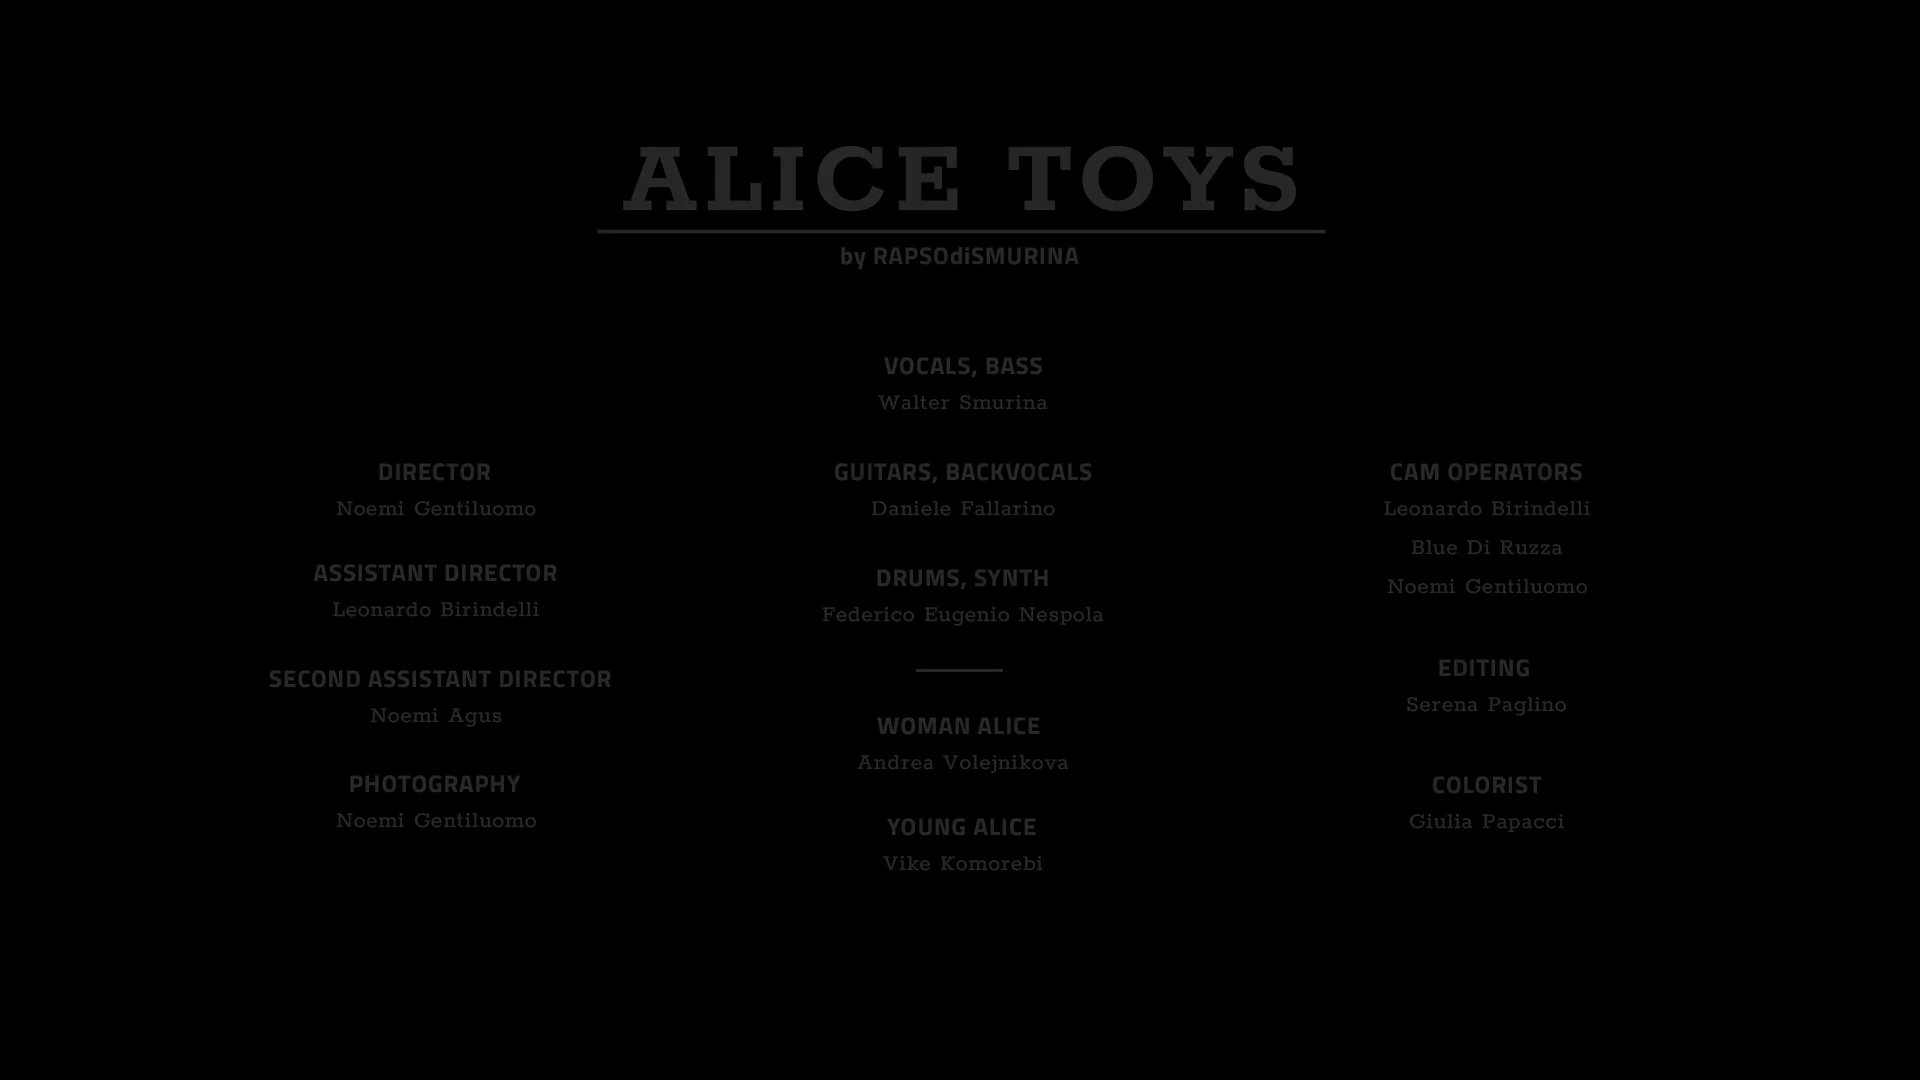 ALICE TOYS
by RAPSOdiSMURINA
DIRECTOR
Noemi Gentiluomo
ASSISTANT DIRECTOR
Leonardo Birindelli
SECOND ASSISTANT DIRECTOR
Noemi Agus
PHOTOGRAPHY
Noemi Gentiluomo
VOCALS, BASS
Walter Smurina
GUITARS, BACKVOCALS
Daniele Fallarino
DRUMS, SYNTH
Federico Eugenio Nespola
WOMAN ALICE
Andrea Volejnikova
YOUNG ALICE
Vike Komorebi
CAM OPERATORS
Leonardo Birindelli
Blue Di Ruzza
Noemi Gentiluomo
EDITING
Serena Paglino
COLORIST
Giulia Papacci